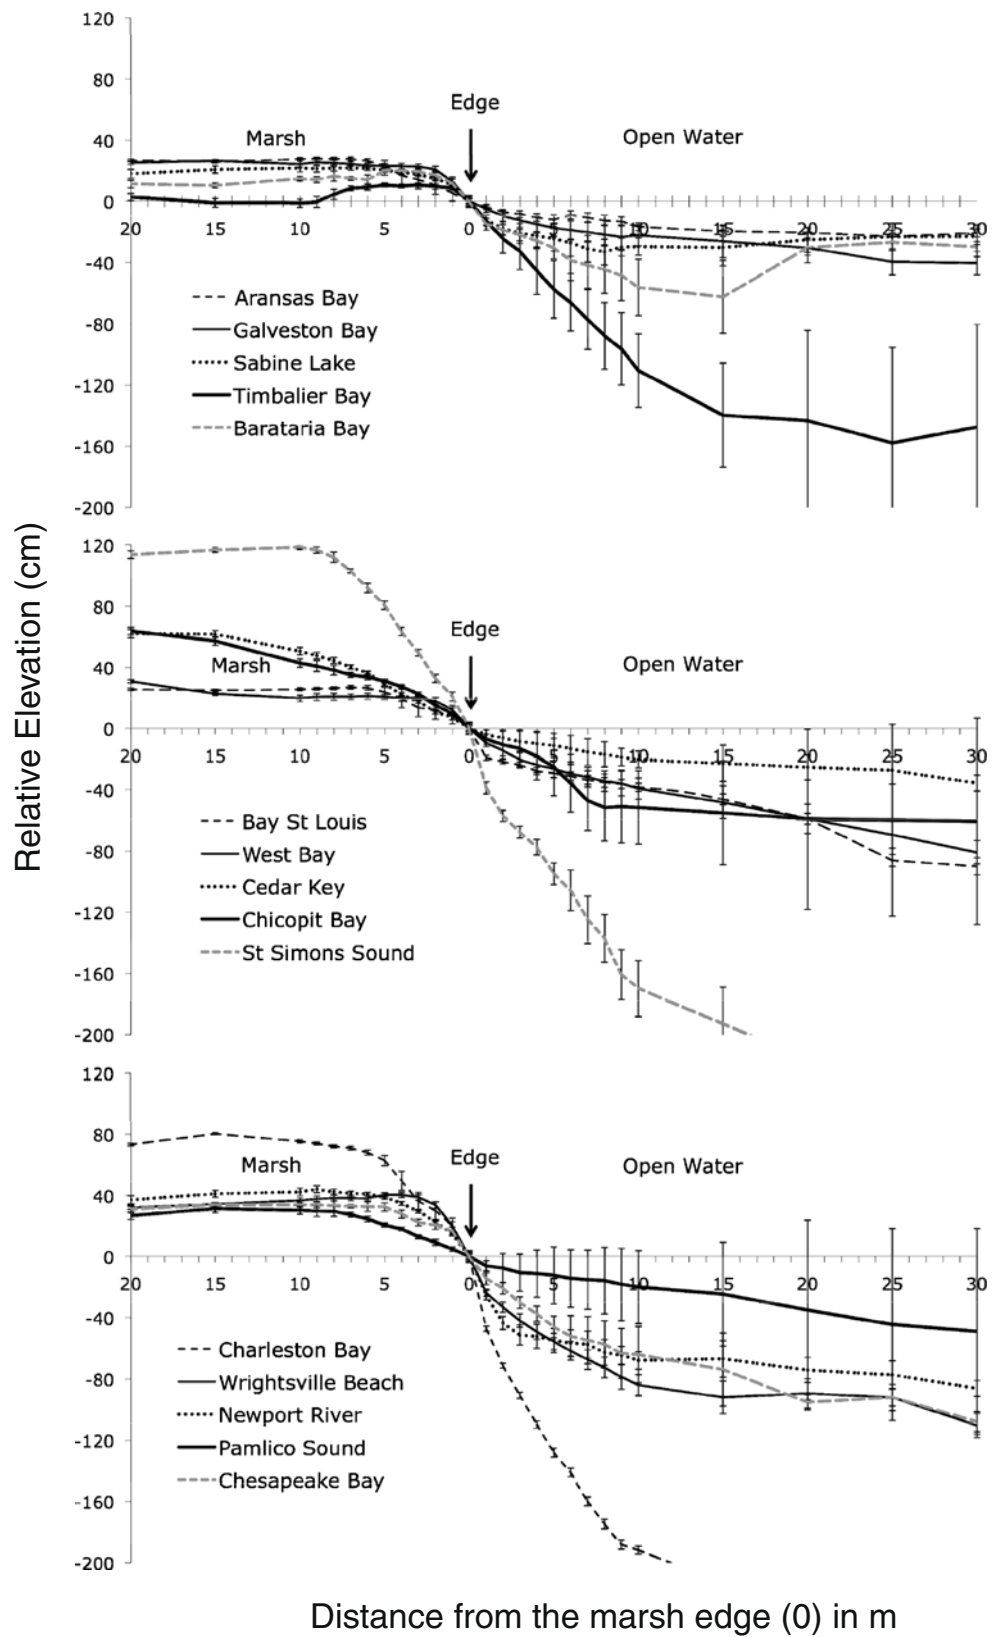 Relative Elevation (cm)
120
80
40
0
-40
-80
-120
-160
-200
Edge
Marsh
Open Water
20 15 10 5 0 5 10 15 20 25 30
Aransas Bay
Galveston Bay
Sabine Lake
Timbalier Bay
Barataria Bay
120
80
40
0
-40
-80
-120
-160
-200
Edge
Marsh
Open Water
20 15 10 5 0 5 10 15 20 25 30
Bay St Louis
West Bay
Cedar Key
Chicopit Bay
St Simons Sound
120
80
40
0
-40
-80
-120
-160
-200
Edge
Marsh
Open Water
20 15 10 5 0 5 10 15 20 25 30
Charleston Bay
Wrightsville Beach
Newport River
Pamlico Sound
Chesapeake Bay
Distance from the marsh edge (0) in m